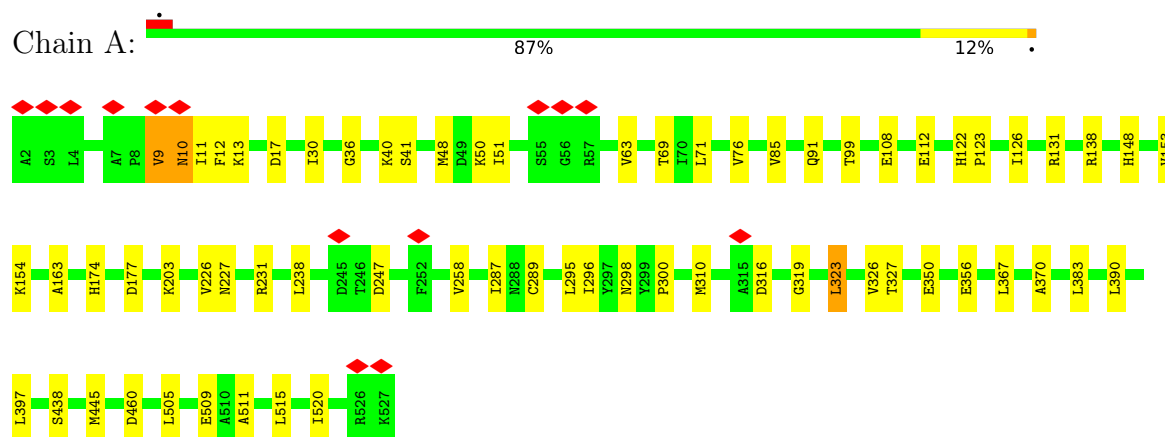 Chain A:
87% 12%
A2 S3 L4 A7 P8 V9 N10 I11 F12 K13 D17 I30 G36 K40 S41 M48 D49 K50 I51 S55 G56 R57 V63 T69 I70 L71 V76 V85 Q91 T99 E108 E112 H122 P123 I126 R131 R138 H148
K154 A163 H174 D177 K203 V226 N227 R231 L238 D245 T246 D247 F252 V258 I287 N288 C289 L295 I296 Y297 N298 Y299 P300 M310 A315 D316 G319 L323 V326 T327 E350 E356 L367 A370 L383 L390
L397 S438 M445 D460 L505 E509 A510 A511 L515 I520 R526 K527